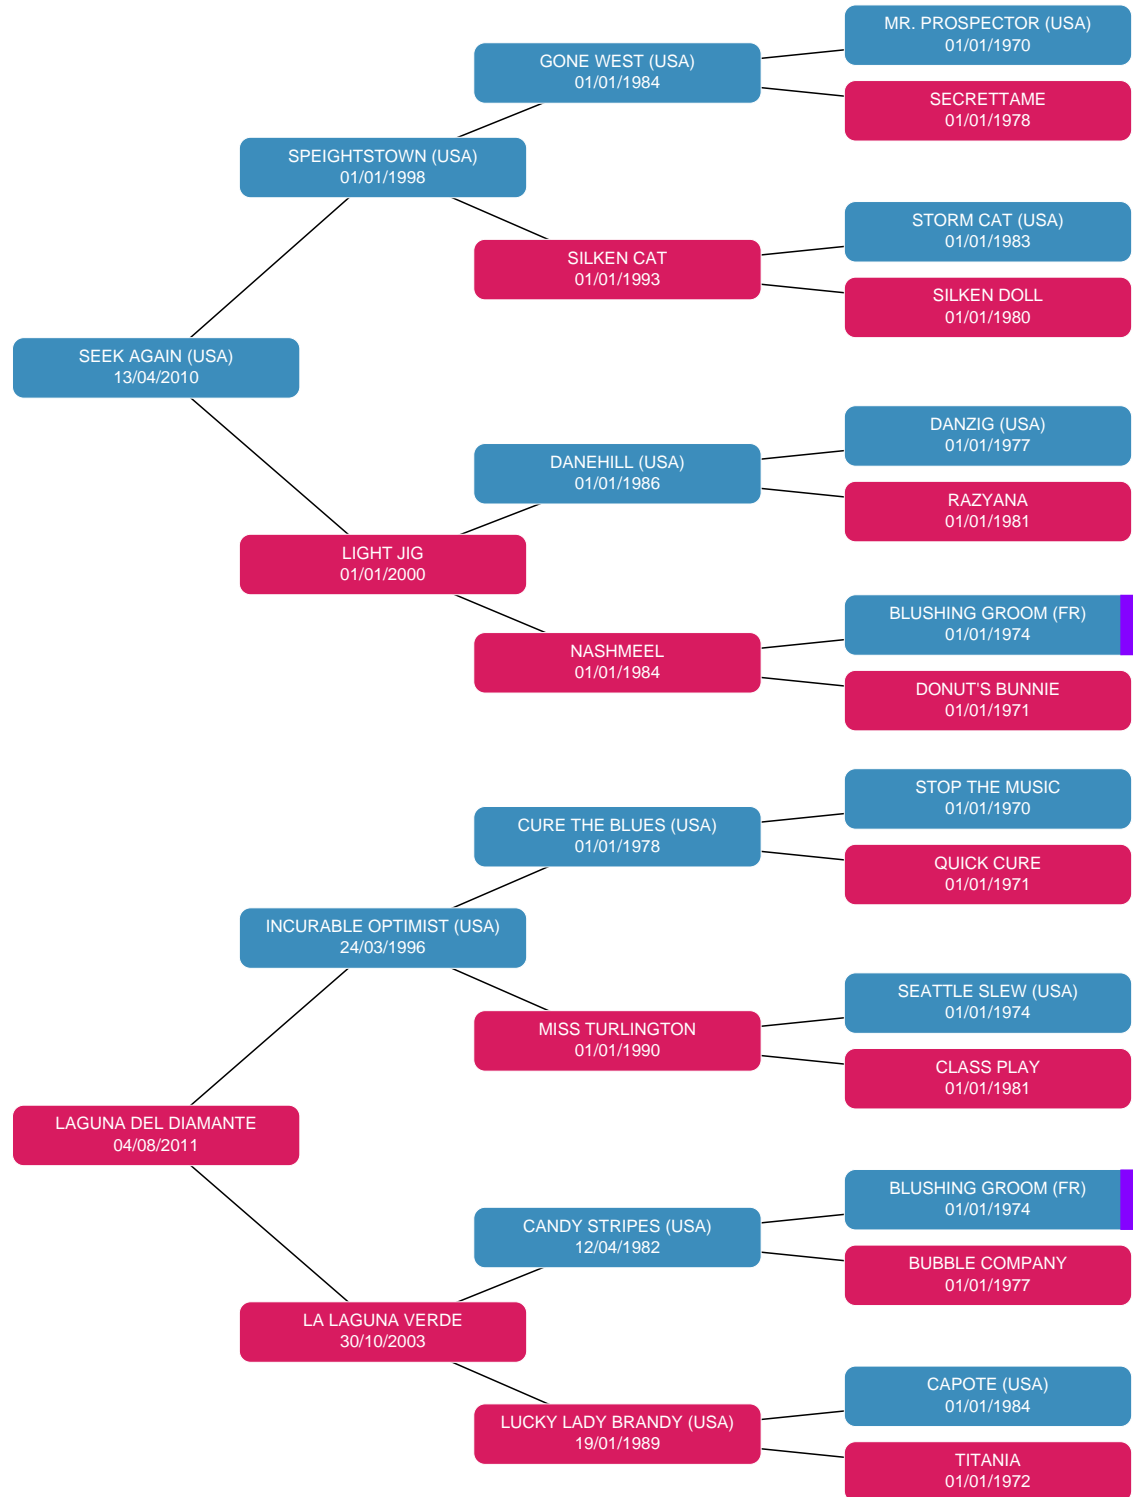 MR. PROSPECTOR (USA)
01/01/1970
GONE WEST (USA)
01/01/1984
SECRETTAME
01/01/1978
SPEIGHTSTOWN (USA)
01/01/1998
STORM CAT (USA)
01/01/1983
SILKEN CAT
01/01/1993
SILKEN DOLL
01/01/1980
SEEK AGAIN (USA)
13/04/2010
DANZIG (USA)
01/01/1977
DANEHILL (USA)
01/01/1986
RAZYANA
01/01/1981
LIGHT JIG
01/01/2000
BLUSHING GROOM (FR)
01/01/1974
NASHMEEL
01/01/1984
DONUT'S BUNNIE
01/01/1971
STOP THE MUSIC
01/01/1970
CURE THE BLUES (USA)
01/01/1978
QUICK CURE
01/01/1971
INCURABLE OPTIMIST (USA)
24/03/1996
SEATTLE SLEW (USA)
01/01/1974
MISS TURLINGTON
01/01/1990
CLASS PLAY
01/01/1981
LAGUNA DEL DIAMANTE
04/08/2011
BLUSHING GROOM (FR)
01/01/1974
CANDY STRIPES (USA)
12/04/1982
BUBBLE COMPANY
01/01/1977
LA LAGUNA VERDE
30/10/2003
CAPOTE (USA)
01/01/1984
LUCKY LADY BRANDY (USA)
19/01/1989
TITANIA
01/01/1972